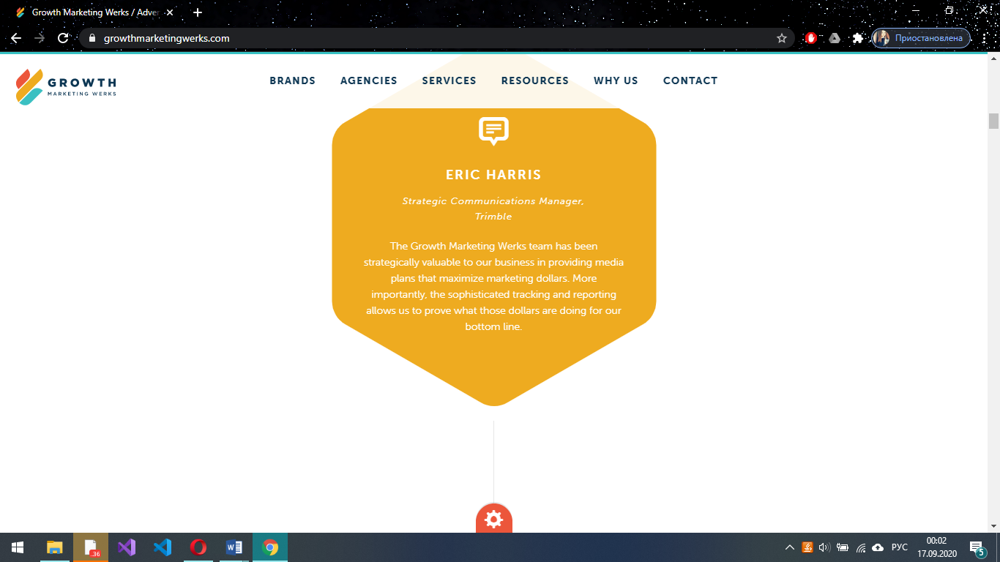 Growth Marketing Werks / Adver
growthmarketingwerks.com
Приостановлена
GROWTH
MARKETING WERKS
BRANDS AGENCIES SERVICES RESOURCES WHY US CONTACT
ERIC HARRIS
Strategic Communications Manager,
Trimble
The Growth Marketing Werks team has been
strategically valuable to our business in providing media
plans that maximize marketing dollars. More
importantly, the sophisticated tracking and reporting
allows us to prove what those dollars are doing for our
bottom line.
.36
РУС
00:02
17.09.2020
5